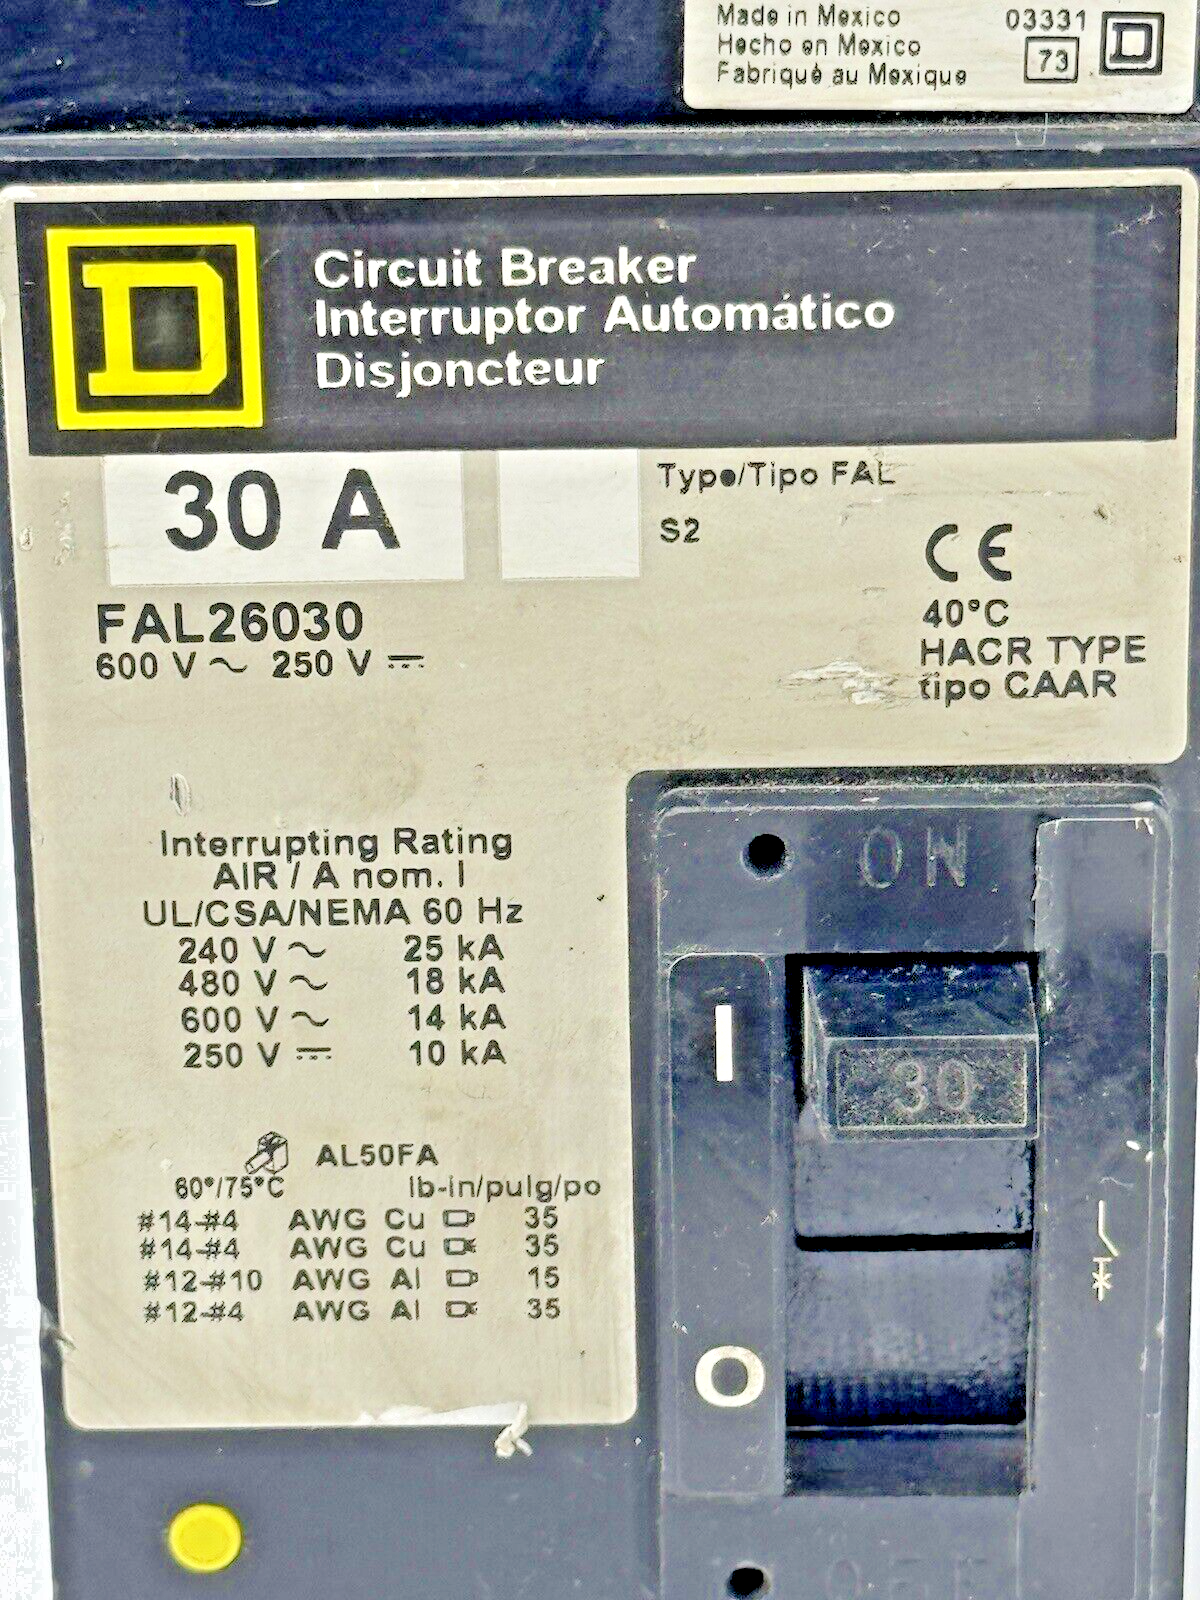 Made in Mexico 03331
Hecho en Mexico 73
Fabriqué au Mexique
D
Circuit Breaker
Interruptor Automático
Disjoncteur
30 A
Type/Tipo FAL
S2
CE
FAL26030
600 V ~ 250 V ⎓
40°C
HACR TYPE
tipo CAAR
Interrupting Rating
AIR / A nom. I
UL/CSA/NEMA 60 Hz
240 V ~ 25 kA
480 V ~ 18 kA
600 V ~ 14 kA
250 V ⎓ 10 kA
AL50FA
60°/75°C lb-in/pulg/po
#14-#4 AWG Cu 35
#14-#4 AWG Cu 35
#12-#10 AWG Al 15
#12-#4 AWG Al 35
ON
I
30
O
OFF